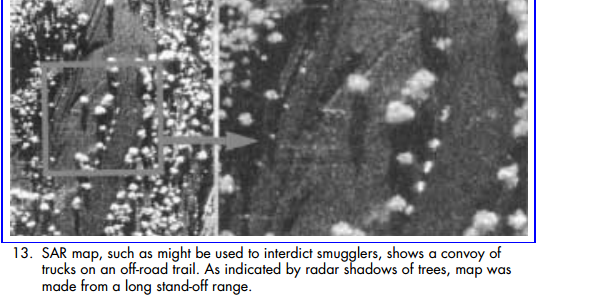 13. SAR map, such as might be used to interdict smugglers, shows a convoy of
trucks on an off-road trail. As indicated by radar shadows of trees, map was
made from a long stand-off range.